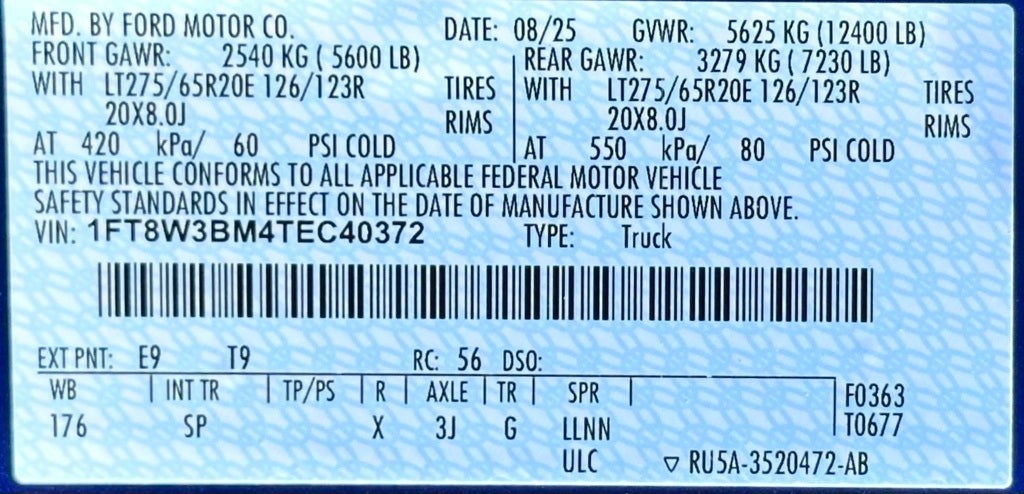 MFD. BY FORD MOTOR CO. DATE: 08/25 GVWR: 5625 KG (12400 LB)
FRONT GAWR: 2540 KG ( 5600 LB) REAR GAWR: 3279 KG ( 7230 LB)
WITH LT275/65R20E 126/123R TIRES WITH LT275/65R20E 126/123R TIRES
20X8.0J RIMS 20X8.0J RIMS
AT 420 kPa/ 60 PSI COLD AT 550 kPa/ 80 PSI COLD
THIS VEHICLE CONFORMS TO ALL APPLICABLE FEDERAL MOTOR VEHICLE
SAFETY STANDARDS IN EFFECT ON THE DATE OF MANUFACTURE SHOWN ABOVE.
VIN: 1FT8W3BM4TEC40372 TYPE: Truck
EXT PNT: E9 T9 RC: 56 DSO:
WB INT TR TP/PS R AXLE TR SPR F0363
176 SP X 3J G LLNN T0677
ULC ▽ RU5A-3520472-AB